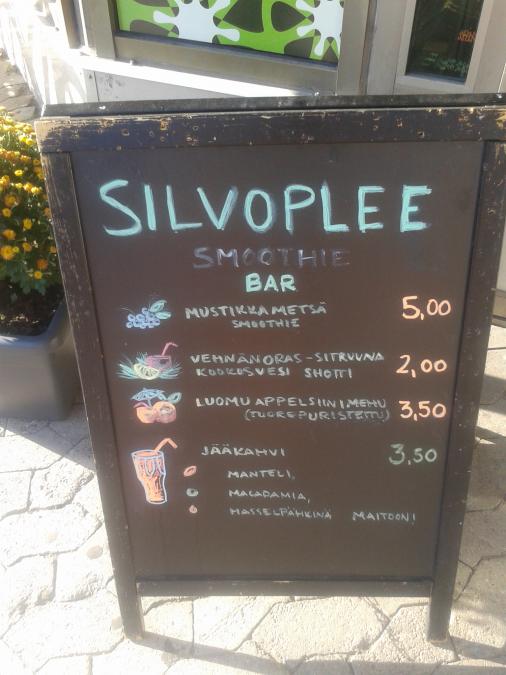 SILVOPLEE
SMOOTHIE
BAR
MUSTIKKAMETSÄ 5,00
SMOOTHIE
VEHNÄNORAS-SITRUUNA
KOOKOSVESI SHOTTI 2,00
LUOMU APPELSIINIMEHU
(TUOREPURISTETTU) 3,50
JÄÄKAHVI 3,50
MANTELI,
MACADAMIA,
HASSELPÄHKINÄ MAITOON!